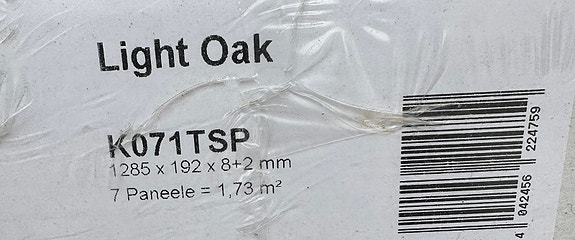 Light Oak
K071TSP
1285 x 192 x 8+2 mm
7 Paneele = 1,73 m²
4 042456 224759